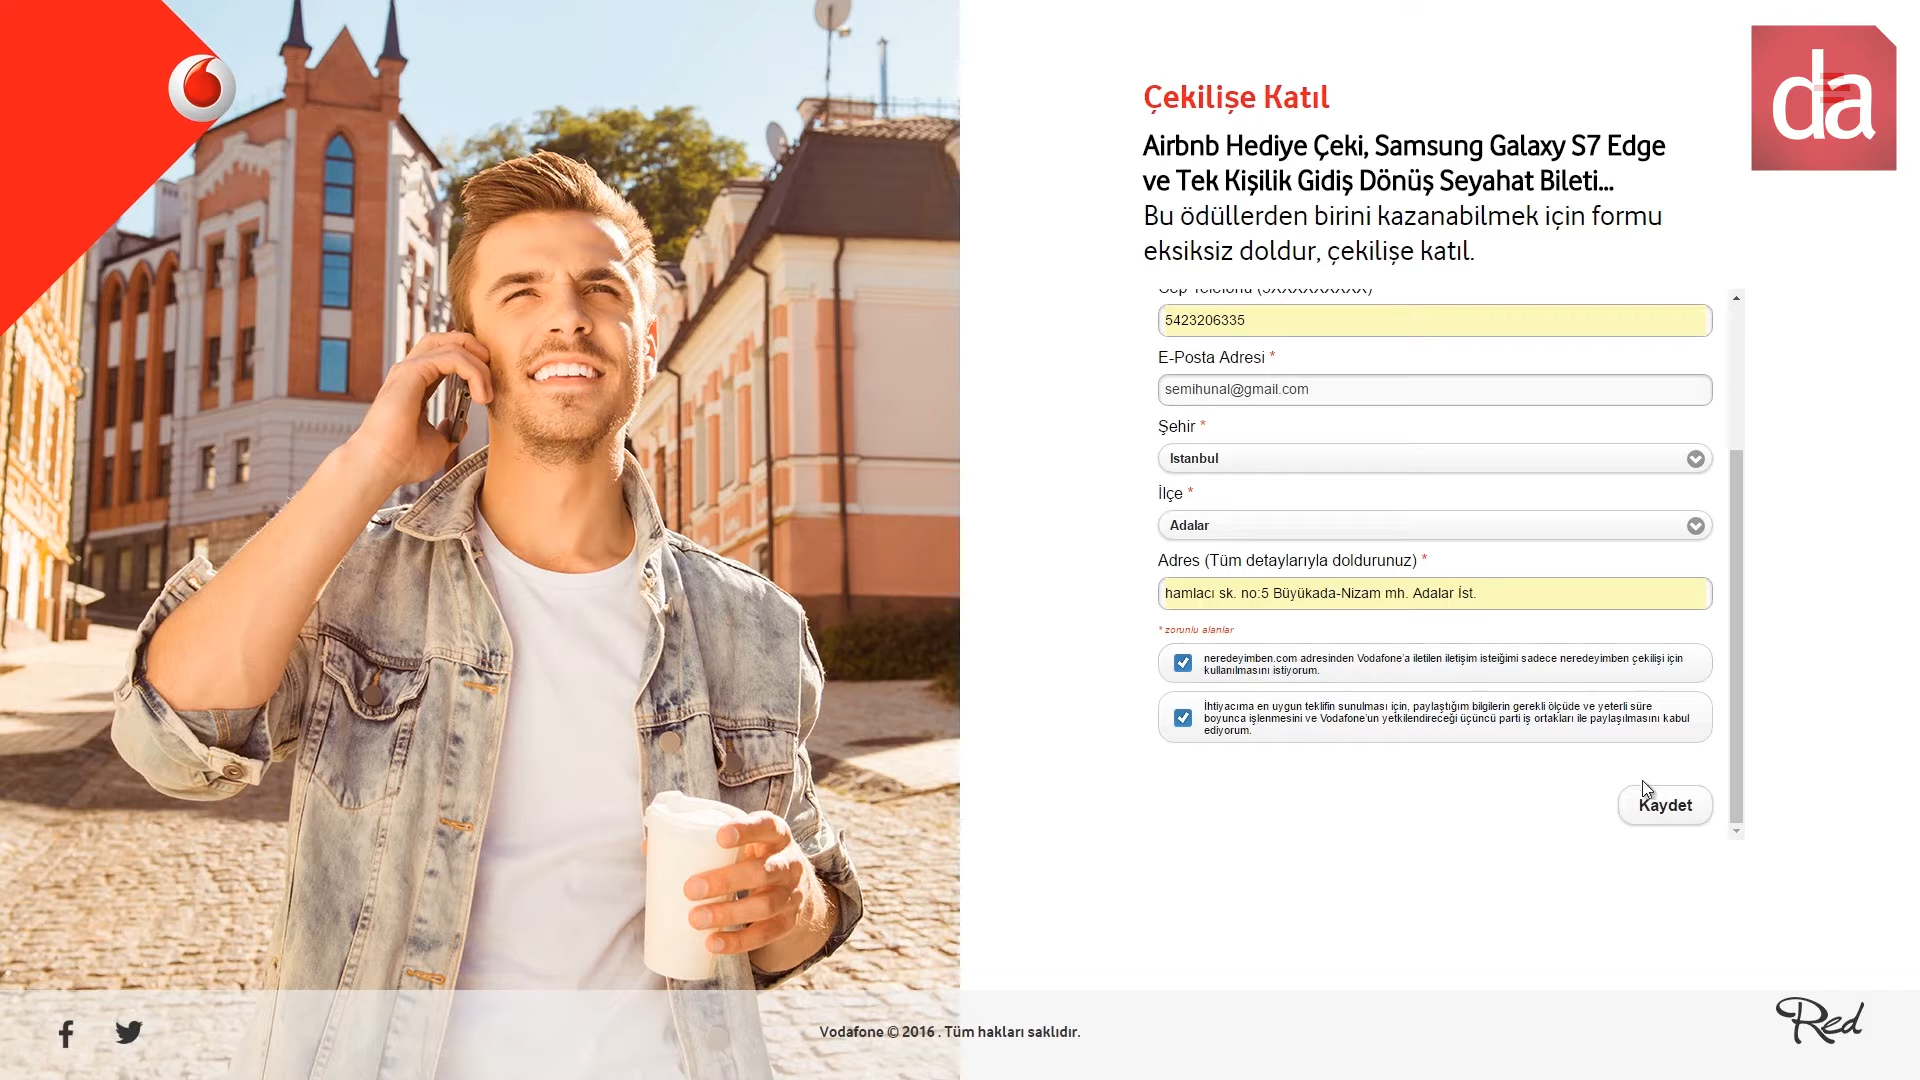 da
Çekilişe Katıl
Airbnb Hediye Çeki, Samsung Galaxy S7 Edge
ve Tek Kişilik Gidiş Dönüş Seyahat Bileti...
Bu ödüllerden birini kazanabilmek için formu
eksiksiz doldur, çekilişe katıl.
Cep Telefonu (5XXXXXXXXX)
5423206335
E-Posta Adresi *
semihunal@gmail.com
Şehir *
Istanbul
İlçe *
Adalar
Adres (Tüm detaylarıyla doldurunuz) *
hamlacı sk. no:5 Büyükada-Nizam mh. Adalar İst.
* zorunlu alanlar
neredeyimben.com adresinden Vodafone'a iletilen iletişim isteğimi sadece neredeyimben çekilişi için
kullanılmasını istiyorum.
İhtiyacıma en uygun teklifin sunulması için, paylaştığım bilgilerin gerekli ölçüde ve yeterli süre
boyunca işlenmesini ve Vodafone'un yetkilendireceği üçüncü parti iş ortakları ile paylaşılmasını kabul
ediyorum.
Kaydet
Vodafone © 2016 . Tüm hakları saklıdır.
Red